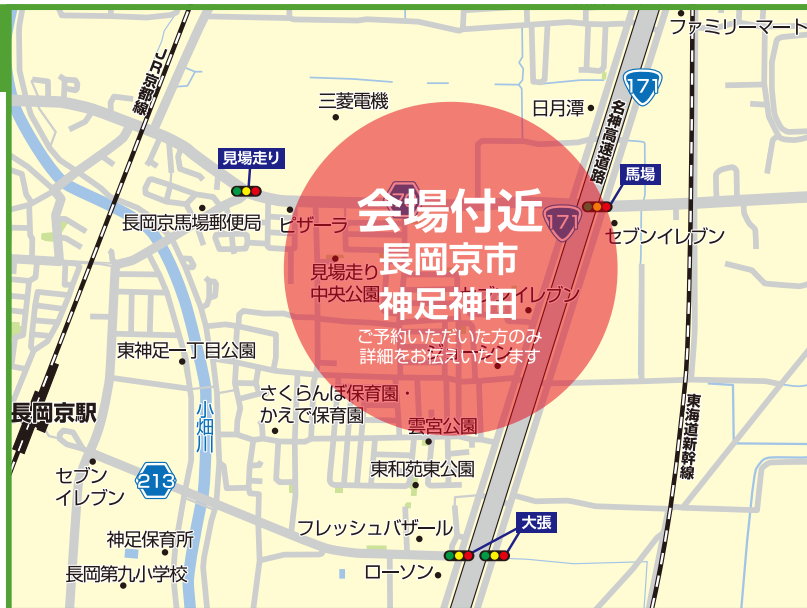 ファミリーマート
JR京都線
171
三菱電機
日月潭
名神高速道路
見場走り
馬場
長岡京馬場郵便局
ピザーラ
会場付近
171
セブンイレブン
長岡京市
見場走り
中央公園
セブンイレブン
神足神田
ご予約いただいた方のみ
詳細をお伝えいたします
東神足一丁目公園
さくらんぼ保育園・
かえで保育園
長岡京駅
小畑川
雲宮公園
東海道新幹線
セブン
イレブン
213
東和苑東公園
神足保育所
フレッシュバザール
大張
長岡第九小学校
ローソン